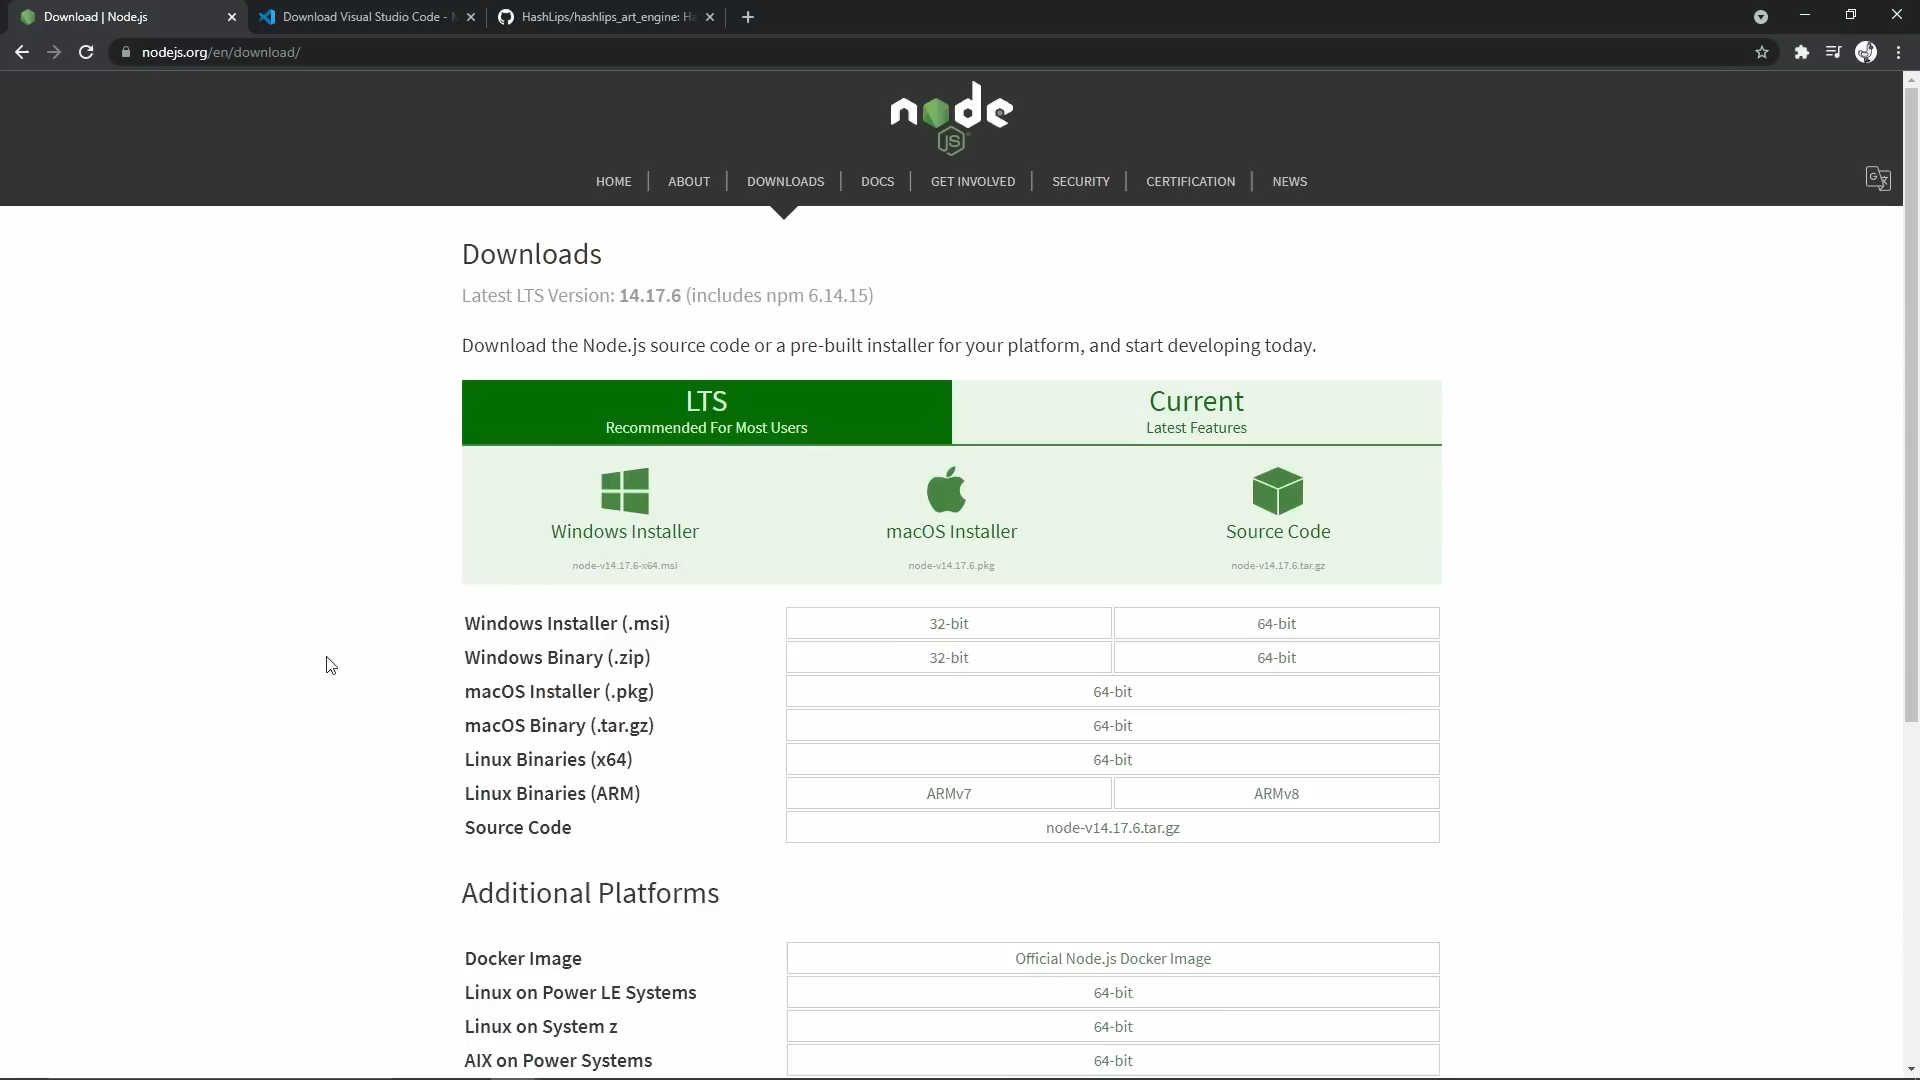 Download | Node.js
Download Visual Studio Code -
HashLips/hashlips_art_engine: Ha
nodejs.org/en/download/
node
JS
HOME
ABOUT
DOWNLOADS
DOCS
GET INVOLVED
SECURITY
CERTIFICATION
NEWS
Downloads
Latest LTS Version: 14.17.6 (includes npm 6.14.15)
Download the Node.js source code or a pre-built installer for your platform, and start developing today.
LTS
Recommended For Most Users
Current
Latest Features
Windows Installer
node-v14.17.6-x64.msi
macOS Installer
node-v14.17.6.pkg
Source Code
node-v14.17.6.tar.gz
Windows Installer (.msi) 32-bit 64-bit
Windows Binary (.zip) 32-bit 64-bit
macOS Installer (.pkg) 64-bit
macOS Binary (.tar.gz) 64-bit
Linux Binaries (x64) 64-bit
Linux Binaries (ARM) ARMv7 ARMv8
Source Code node-v14.17.6.tar.gz
Additional Platforms
Docker Image Official Node.js Docker Image
Linux on Power LE Systems 64-bit
Linux on System z 64-bit
AIX on Power Systems 64-bit